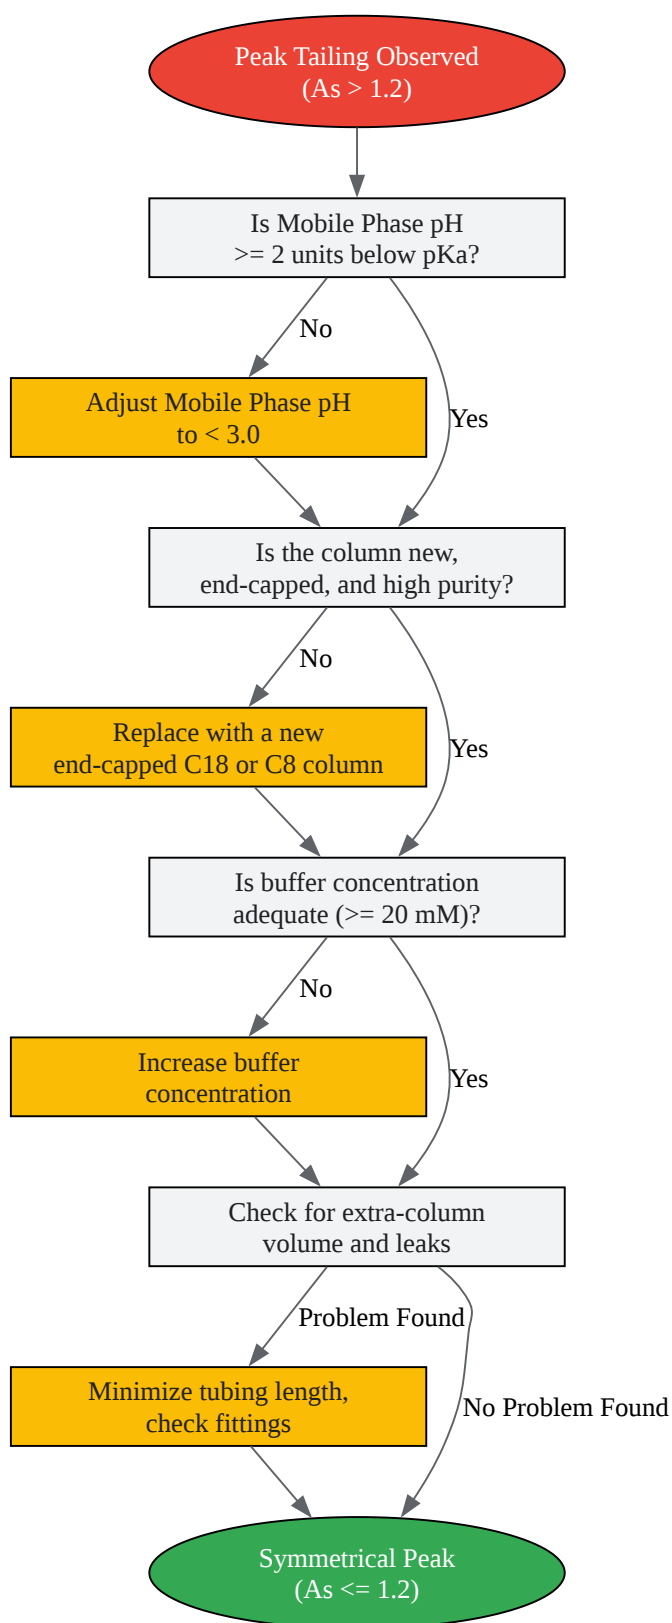 Peak Tailing Observed
(As > 1.2)
Is Mobile Phase pH
>= 2 units below pKa?
No
Adjust Mobile Phase pH
to < 3.0
Yes
Is the column new,
end-capped, and high purity?
No
Replace with a new
end-capped C18 or C8 column
Yes
Is buffer concentration
adequate (>= 20 mM)?
No
Increase buffer
concentration
Yes
Check for extra-column
volume and leaks
Problem Found
Minimize tubing length,
check fittings
No Problem Found
Symmetrical Peak
(As <= 1.2)